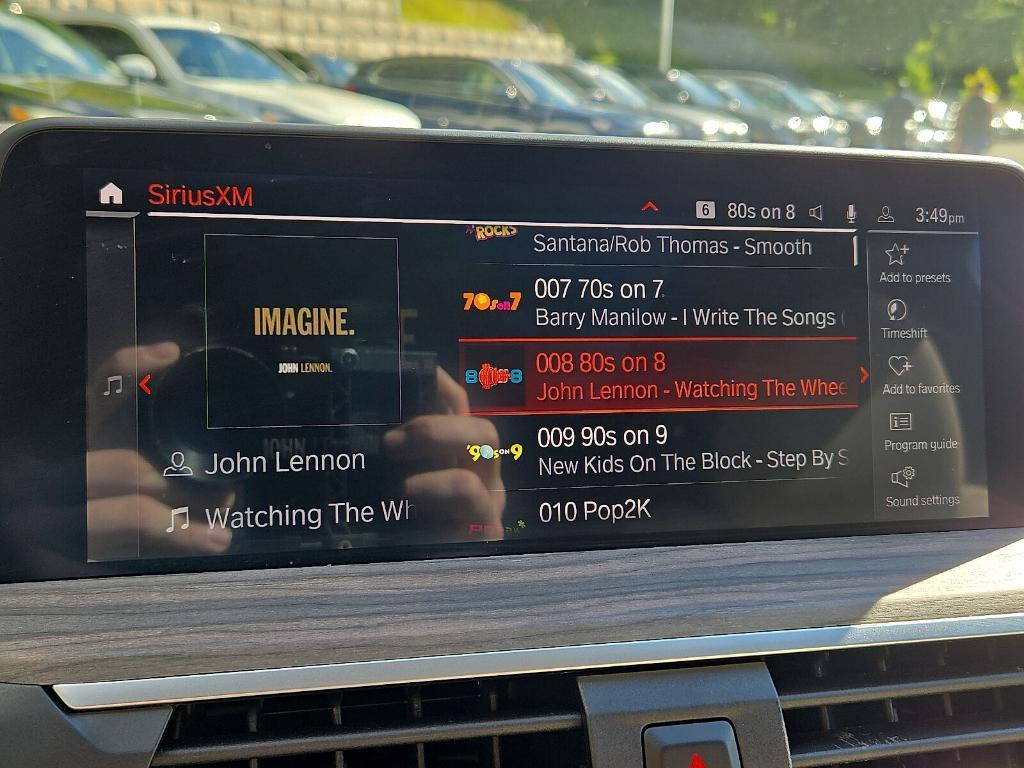 SiriusXM
6 80s on 8
3:49pm
ROCKS
Santana/Rob Thomas - Smooth
70s on 7
007 70s on 7
Barry Manilow - I Write The Songs (
8 8
008 80s on 8
John Lennon - Watching The Whee
'90s ON 9
009 90s on 9
New Kids On The Block - Step By S
010 Pop2K
IMAGINE.
JOHN LENNON.
John Lennon
Watching The Wh
Add to presets
Timeshift
Add to favorites
Program guide
Sound settings